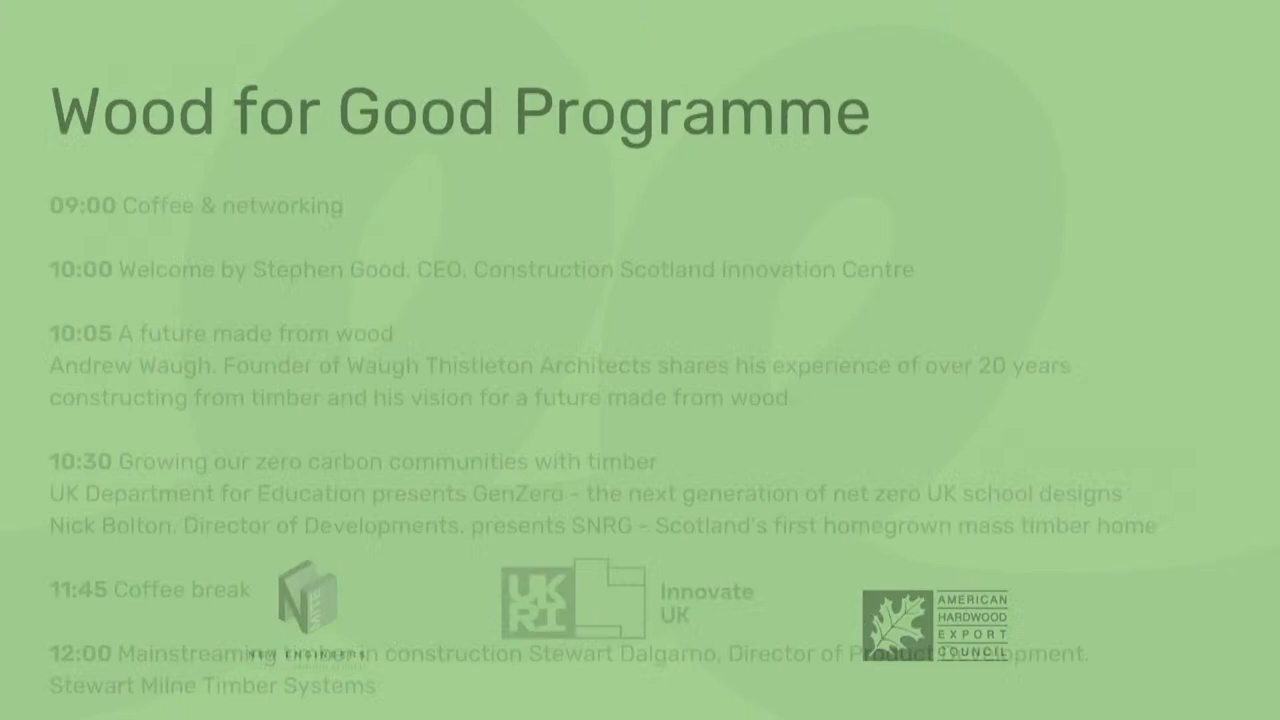 Wood for Good Programme
09:00 Coffee & networking
10:00 Welcome by Stephen Good, CEO, Construction Scotland Innovation Centre
10:05 A future made from wood
Andrew Waugh, Founder of Waugh Thistleton Architects shares his experience of over 20 years
constructing from timber and his vision for a future made from wood
10:30 Growing our zero carbon communities with timber
UK Department for Education presents GenZero - the next generation of net zero UK school designs
Nick Bolton, Director of Developments, presents SNRG - Scotland's first homegrown mass timber home
11:45 Coffee break
UK
RI
Innovate
UK
AMERICAN
HARDWOOD
EXPORT
COUNCIL
12:00 Mainstreaming timber in construction Stewart Dalgarno, Director of Product Development,
Stewart Milne Timber Systems